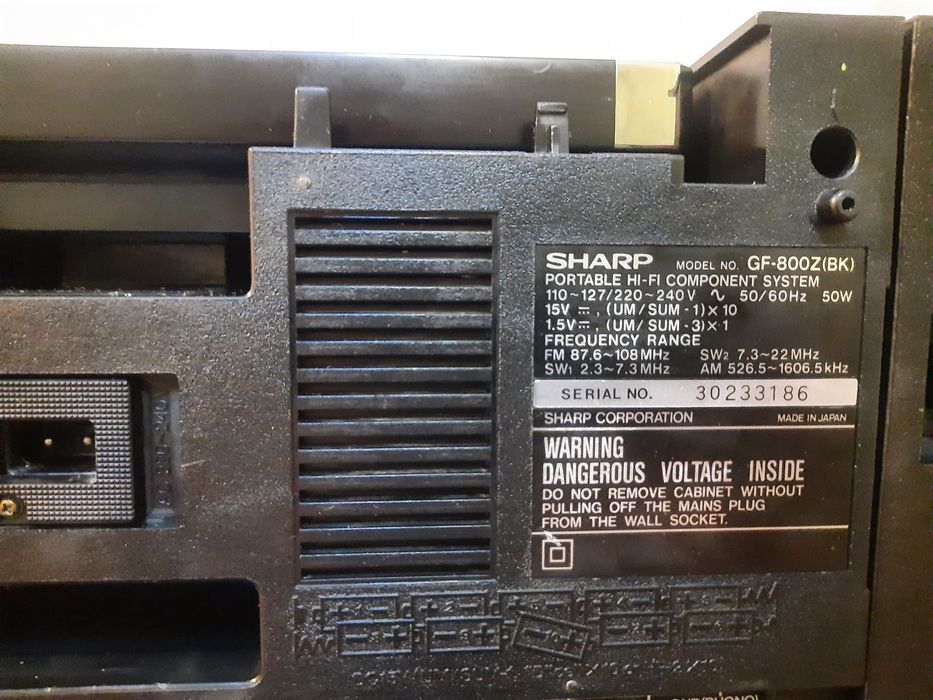 SHARP MODEL NO. GF-800Z(BK)
PORTABLE HI-FI COMPONENT SYSTEM
110~127/220~240V ∿ 50/60Hz 50W
15V ⎓, (UM/SUM-1)×10
1.5V ⎓, (UM/SUM-3)×1
FREQUENCY RANGE
FM 87.6~108MHz SW2 7.3~22MHz
SW1 2.3~7.3MHz AM 526.5~1606.5kHz
SERIAL NO. 30233186
SHARP CORPORATION MADE IN JAPAN
WARNING
DANGEROUS VOLTAGE INSIDE
DO NOT REMOVE CABINET WITHOUT
PULLING OFF THE MAINS PLUG
FROM THE WALL SOCKET.